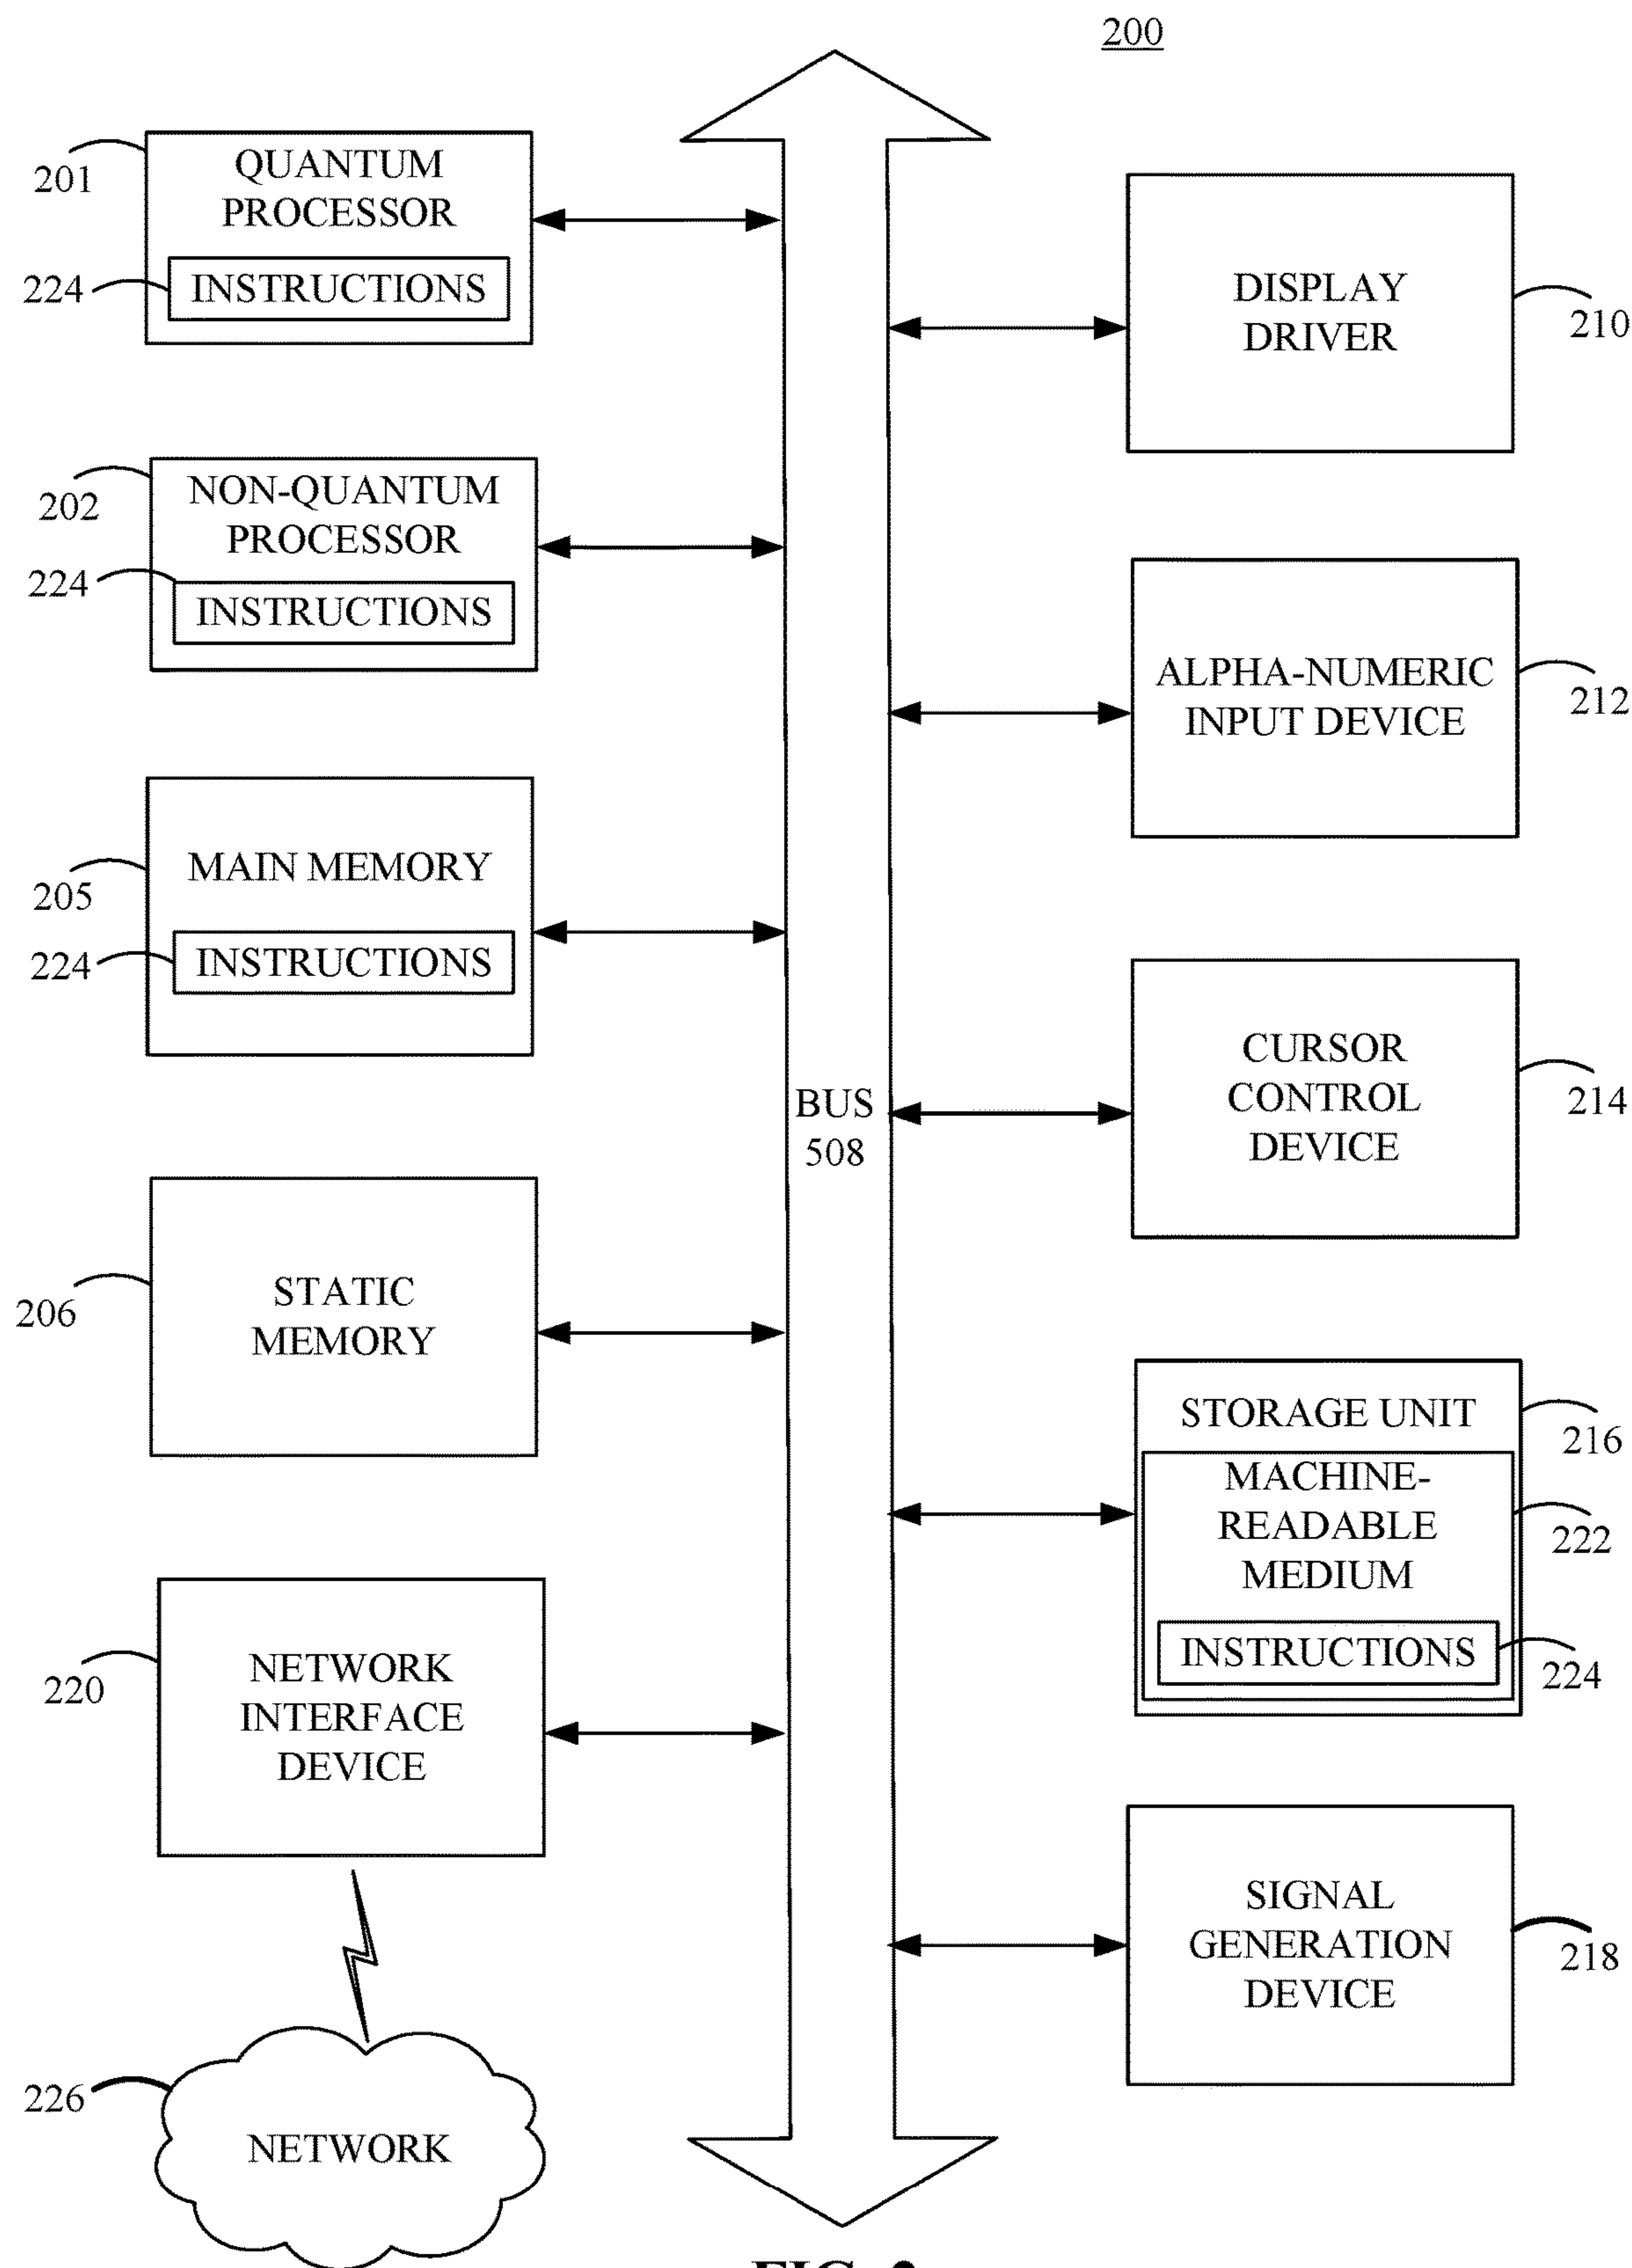 200
201
QUANTUM
PROCESSOR
224
INSTRUCTIONS
202
NON-QUANTUM
PROCESSOR
224
INSTRUCTIONS
205
MAIN MEMORY
224
INSTRUCTIONS
206
STATIC
MEMORY
220
NETWORK
INTERFACE
DEVICE
226
NETWORK
BUS
508
DISPLAY
DRIVER
210
ALPHA-NUMERIC
INPUT DEVICE
212
CURSOR
CONTROL
DEVICE
214
STORAGE UNIT
216
MACHINE-
READABLE
MEDIUM
222
INSTRUCTIONS
224
SIGNAL
GENERATION
DEVICE
218